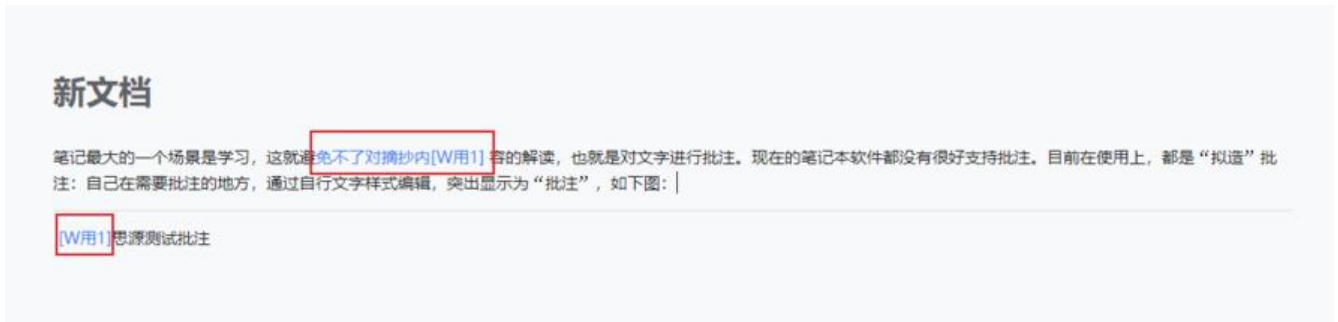 新文档
笔记最大的一个场景是学习，这就避免不了对摘抄内[W用1] 容的解读，也就是对文字进行批注。现在的笔记本软件都没有很好支持批注。目前在使用上，都是“拟造”批
注：自己在需要批注的地方，通过自行文字样式编辑，突出显示为“批注”，如下图：
[W用1]思源测试批注